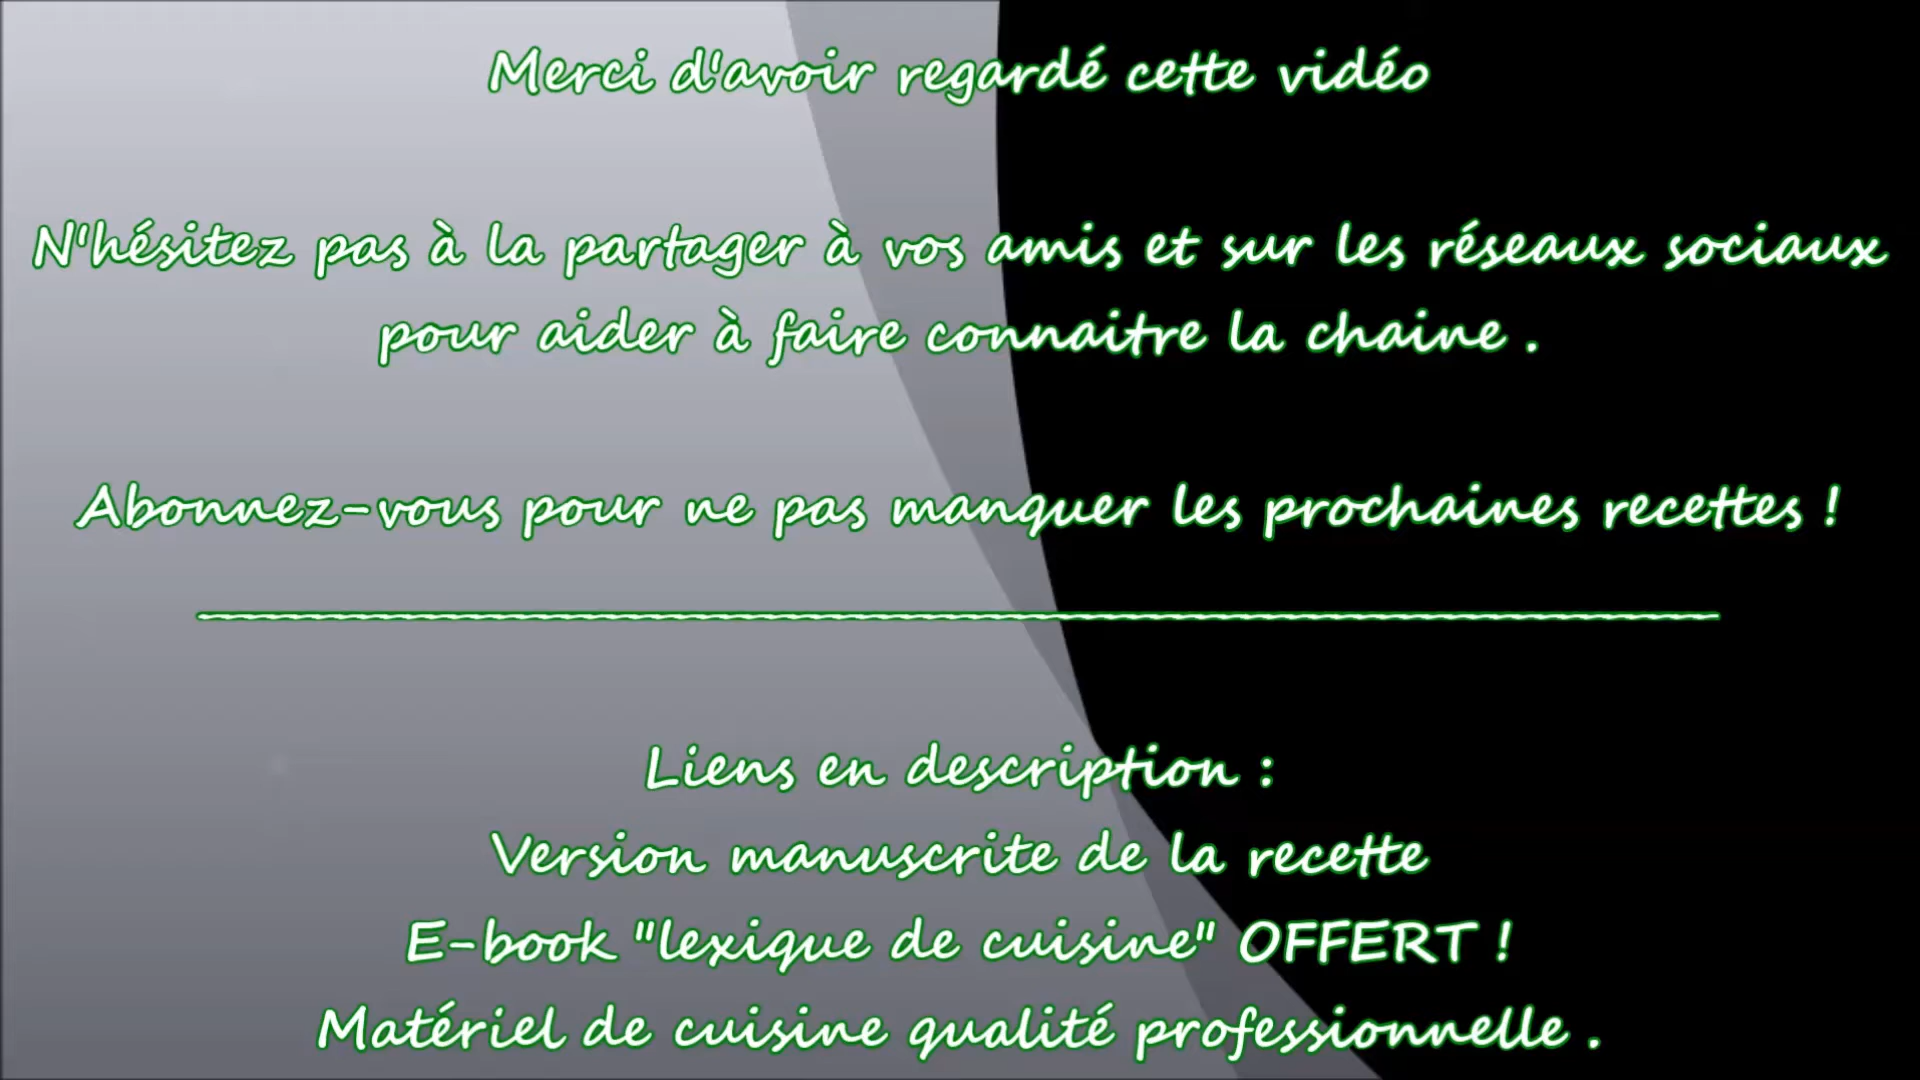 Merci d'avoir regardé cette vidéo
N'hésitez pas à la partager à vos amis et sur les réseaux sociaux
pour aider à faire connaitre la chaine .
Abonnez-vous pour ne pas manquer les prochaines recettes !
Liens en description :
Version manuscrite de la recette
E-book "lexique de cuisine" OFFERT !
Matériel de cuisine qualité professionnelle .